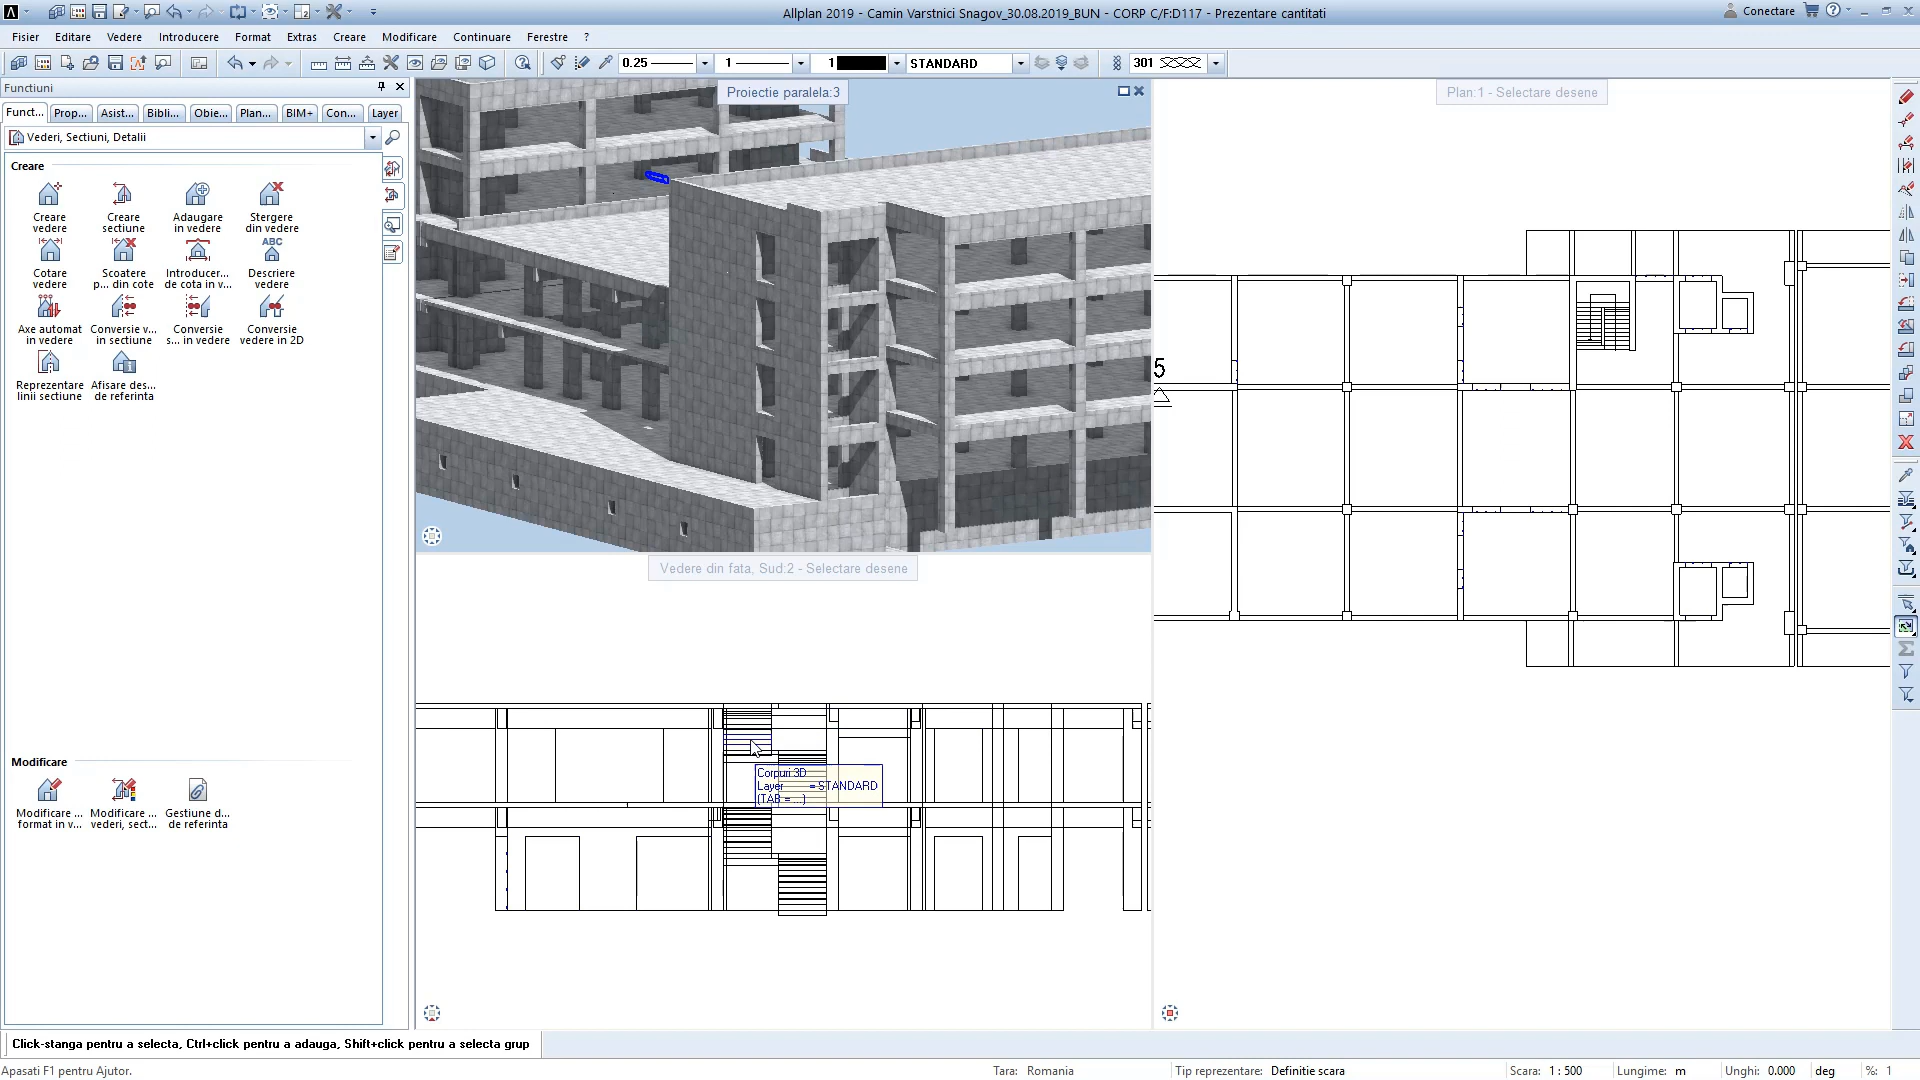 Allplan 2019 - Camin Varstnici Snagov_30.08.2019_BUN - CORP C/F:D117 - Prezentare cantitati
Conectare
Fisier Editare Vedere Introducere Format Extras Creare Modificare Continuare Ferestre ?
0.25 1 1 STANDARD 301
Functiuni
Funct... Prop... Asist... Bibli... Obie... Plan... BIM+ Con... Layer
Vederi, Sectiuni, Detalii
Creare
Creare vedere
Creare sectiune
Adaugare in vedere
Stergere din vedere
Cotare vedere
Scoatere p... din cote
Introducer... de cota in v...
ABC
Descriere vedere
Axe automat in vedere
Conversie v... in sectiune
Conversie s... in vedere
Conversie vedere in 2D
Reprezentare linii sectiune
Afisare des... de referinta
Modificare
Modificare ... format in v...
Modificare ... vederi, sect...
Gestiune d... de referinta
Proiectie paralela:3
Plan:1 - Selectare desene
5
Vedere din fata, Sud:2 - Selectare desene
Corpuri 3D
Layer = STANDARD
(TAB = ...)
Click-stanga pentru a selecta, Ctrl+click pentru a adauga, Shift+click pentru a selecta grup
Apasati F1 pentru Ajutor.
Tara: Romania
Tip reprezentare: Definitie scara
Scara: 1 : 500
Lungime: m
Unghi: 0.000 deg
%: 1